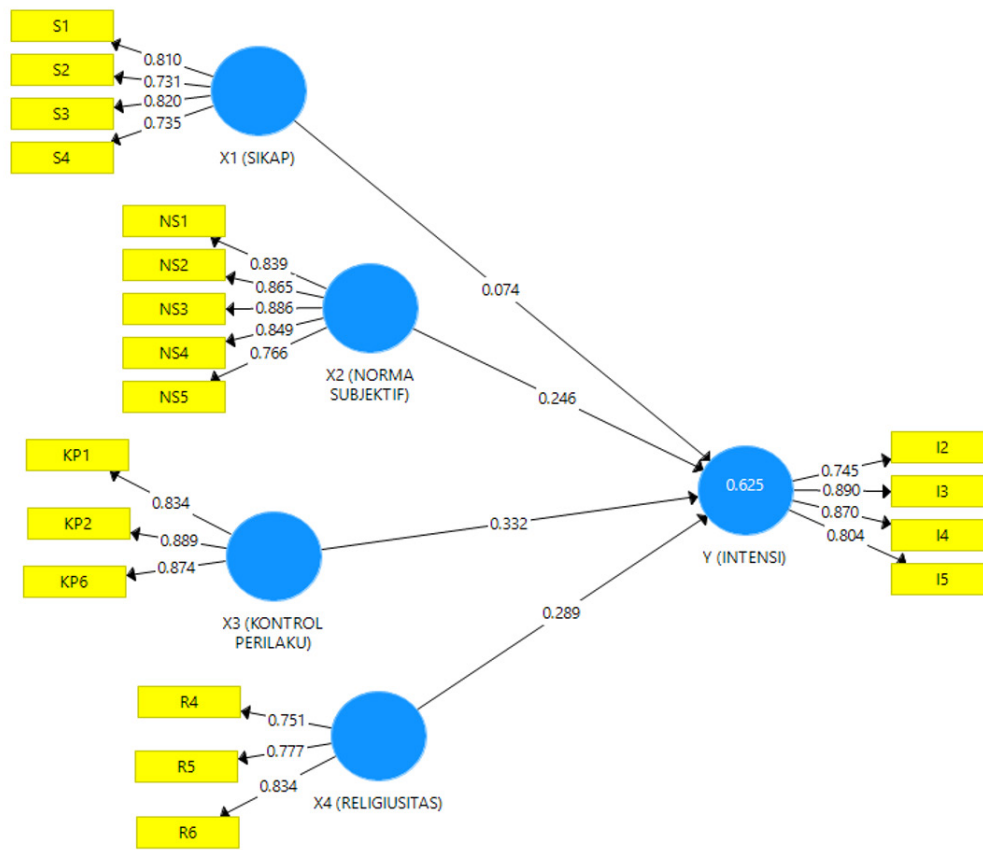 S1
0.810
S2
0.731
S3
0.820
S4
0.735
X1 (SIKAP)
NS1
0.839
NS2
0.865
NS3
0.886
NS4
0.849
NS5
0.766
X2 (NORMA
SUBJEKTIF)
0.074
0.246
KP1
0.834
KP2
0.889
KP6
0.874
X3 (KONTROL
PERILAKU)
0.332
0.625
Y (INTENSI)
0.745
I2
0.890
I3
0.870
I4
0.804
I5
0.289
R4
0.751
R5
0.777
R6
0.834
X4 (RELIGIUSITAS)